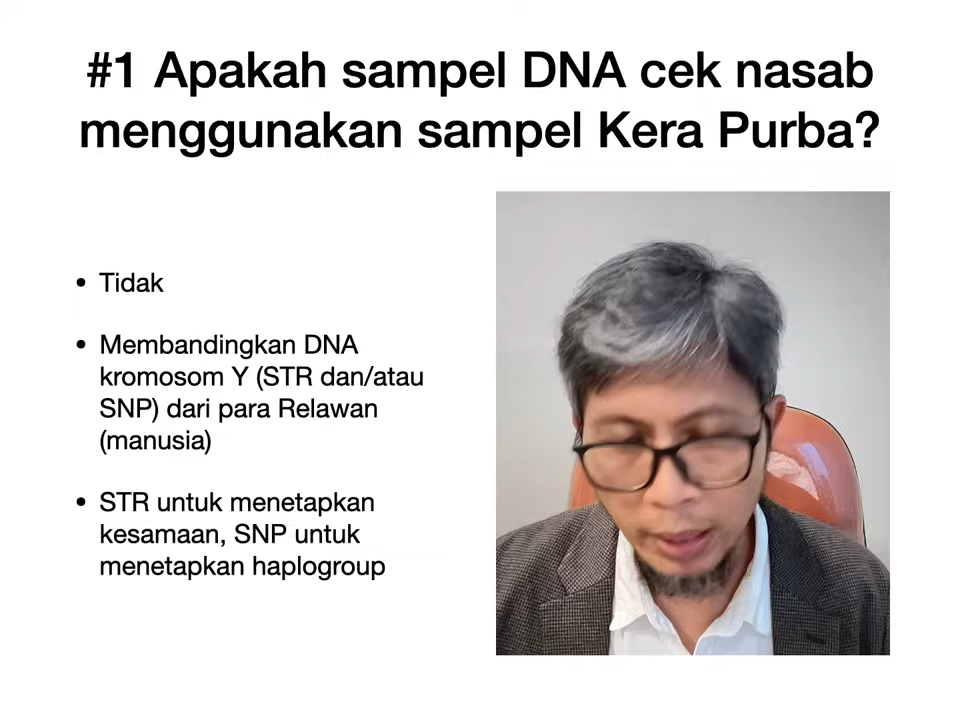 #1 Apakah sampel DNA cek nasab
menggunakan sampel Kera Purba?
• Tidak
• Membandingkan DNA
kromosom Y (STR dan/atau
SNP) dari para Relawan
(manusia)
• STR untuk menetapkan
kesamaan, SNP untuk
menetapkan haplogroup